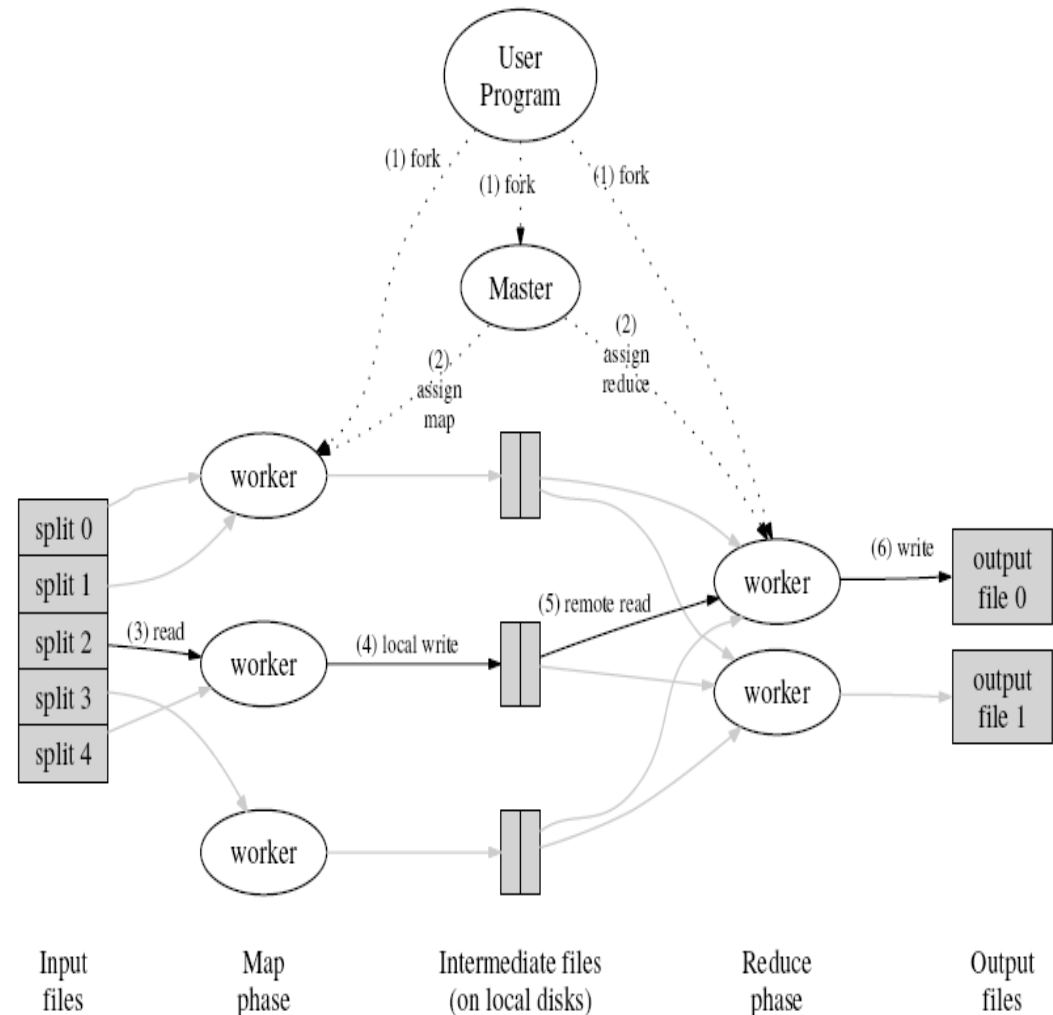 User
Program
(1) fork
(1) fork
(1) fork
Master
(2)
assign
map
(2)
assign
reduce
worker
split 0
split 1
split 2
split 3
split 4
(3) read
worker
(4) local write
(5) remote read
worker
(6) write
output
file 0
worker
output
file 1
worker
Input
files
Map
phase
Intermediate files
(on local disks)
Reduce
phase
Output
files